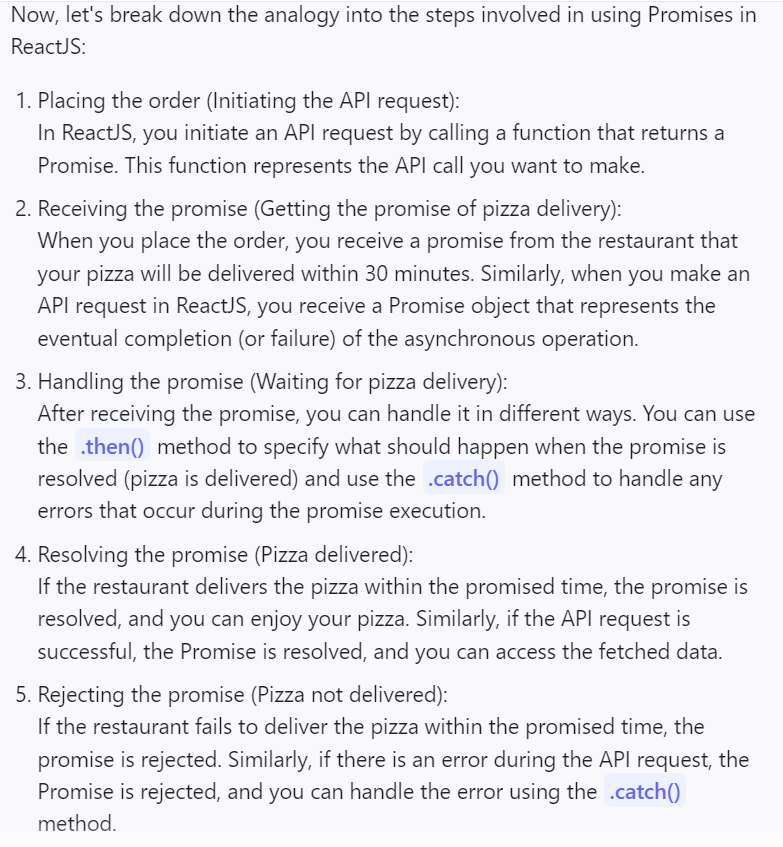 Now, let's break down the analogy into the steps involved in using Promises in
ReactJS:
1. Placing the order (Initiating the API request):
In ReactJS, you initiate an API request by calling a function that returns a
Promise. This function represents the API call you want to make.
2. Receiving the promise (Getting the promise of pizza delivery):
When you place the order, you receive a promise from the restaurant that
your pizza will be delivered within 30 minutes. Similarly, when you make an
API request in ReactJS, you receive a Promise object that represents the
eventual completion (or failure) of the asynchronous operation.
3. Handling the promise (Waiting for pizza delivery):
After receiving the promise, you can handle it in different ways. You can use
the .then() method to specify what should happen when the promise is
resolved (pizza is delivered) and use the .catch() method to handle any
errors that occur during the promise execution.
4. Resolving the promise (Pizza delivered):
If the restaurant delivers the pizza within the promised time, the promise is
resolved, and you can enjoy your pizza. Similarly, if the API request is
successful, the Promise is resolved, and you can access the fetched data.
5. Rejecting the promise (Pizza not delivered):
If the restaurant fails to deliver the pizza within the promised time, the
promise is rejected. Similarly, if there is an error during the API request, the
Promise is rejected, and you can handle the error using the .catch()
method.